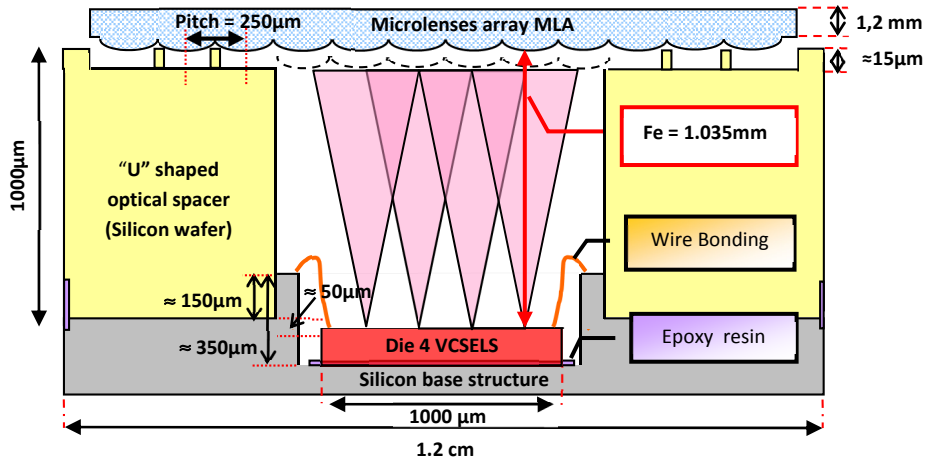 Pitch = 250µm
Microlenses array MLA
1,2 mm
≈15µm
1000µm
Fe = 1.035mm
“U” shaped
optical spacer
(Silicon wafer)
Wire Bonding
≈ 50µm
≈ 150µm
≈ 350µm
Die 4 VCSELS
Epoxy resin
Silicon base structure
1000 µm
1.2 cm